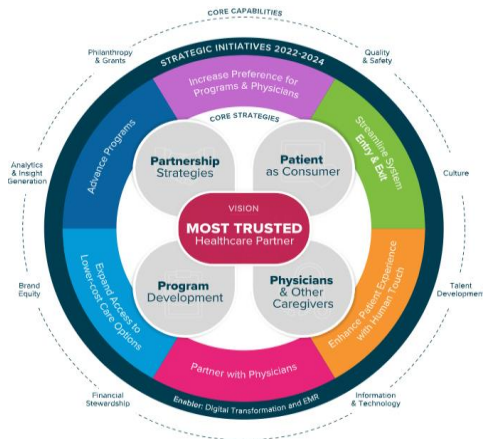 CORE CAPABILITIES
Philanthropy
& Grants
Quality
& Safety
STRATEGIC INITIATIVES 2022-2024
Increase Preference for
Programs & Physicians
Advance Programs
Streamline System
Entry & Exit
CORE STRATEGIES
Partnership
Strategies
Patient
as Consumer
Analytics
& Insight
Generation
Culture
VISION
MOST TRUSTED
Healthcare Partner
Program
Development
Physicians
& Other
Caregivers
Expand Access to
Lower-cost Care Options
Enhance Patient Experience
with Human Touch
Brand
Equity
Talent
Development
Partner with Physicians
Enabler: Digital Transformation and EMR
Financial
Stewardship
Information
& Technology